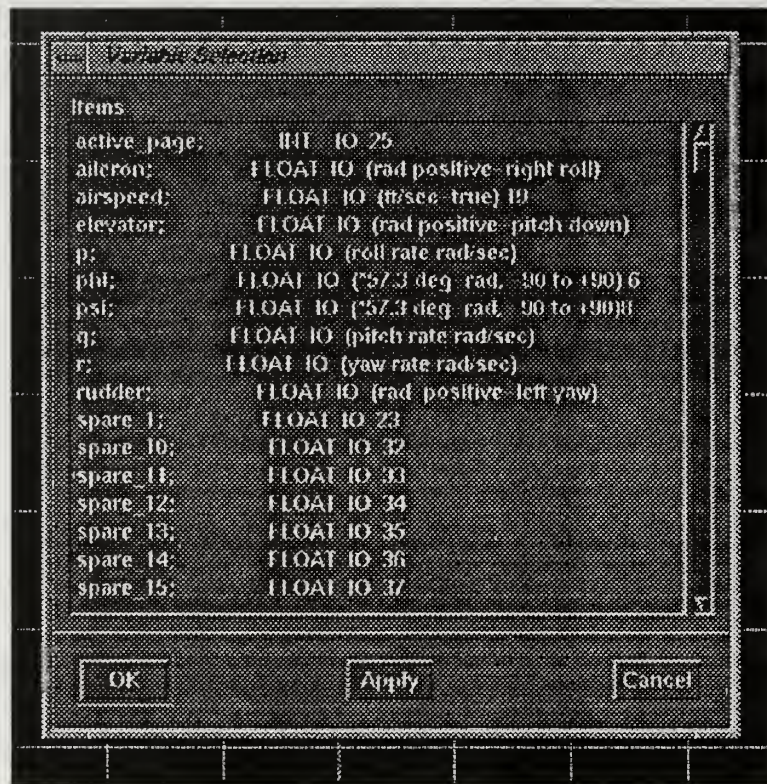 Variable Selection
Items
active_page; INT IO 25
aileron; FLOAT IO (rad positive-right roll)
airspeed; FLOAT IO (ft/sec-true) 19
elevator; FLOAT IO (rad positive-pitch down)
p; FLOAT IO (roll rate rad/sec)
phi; FLOAT IO (*57.3 deg-rad, -90 to +90) 6
psi; FLOAT IO (*57.3 deg-rad, -90 to +90)8
q; FLOAT IO (pitch rate rad/sec)
r; FLOAT IO (yaw rate rad/sec)
rudder; FLOAT IO (rad positive-left yaw)
spare_1; FLOAT IO 23
spare_10; FLOAT IO 32
spare_11; FLOAT IO 33
spare_12; FLOAT IO 34
spare_13; FLOAT IO 35
spare_14; FLOAT IO 36
spare_15; FLOAT IO 37
OK Apply Cancel